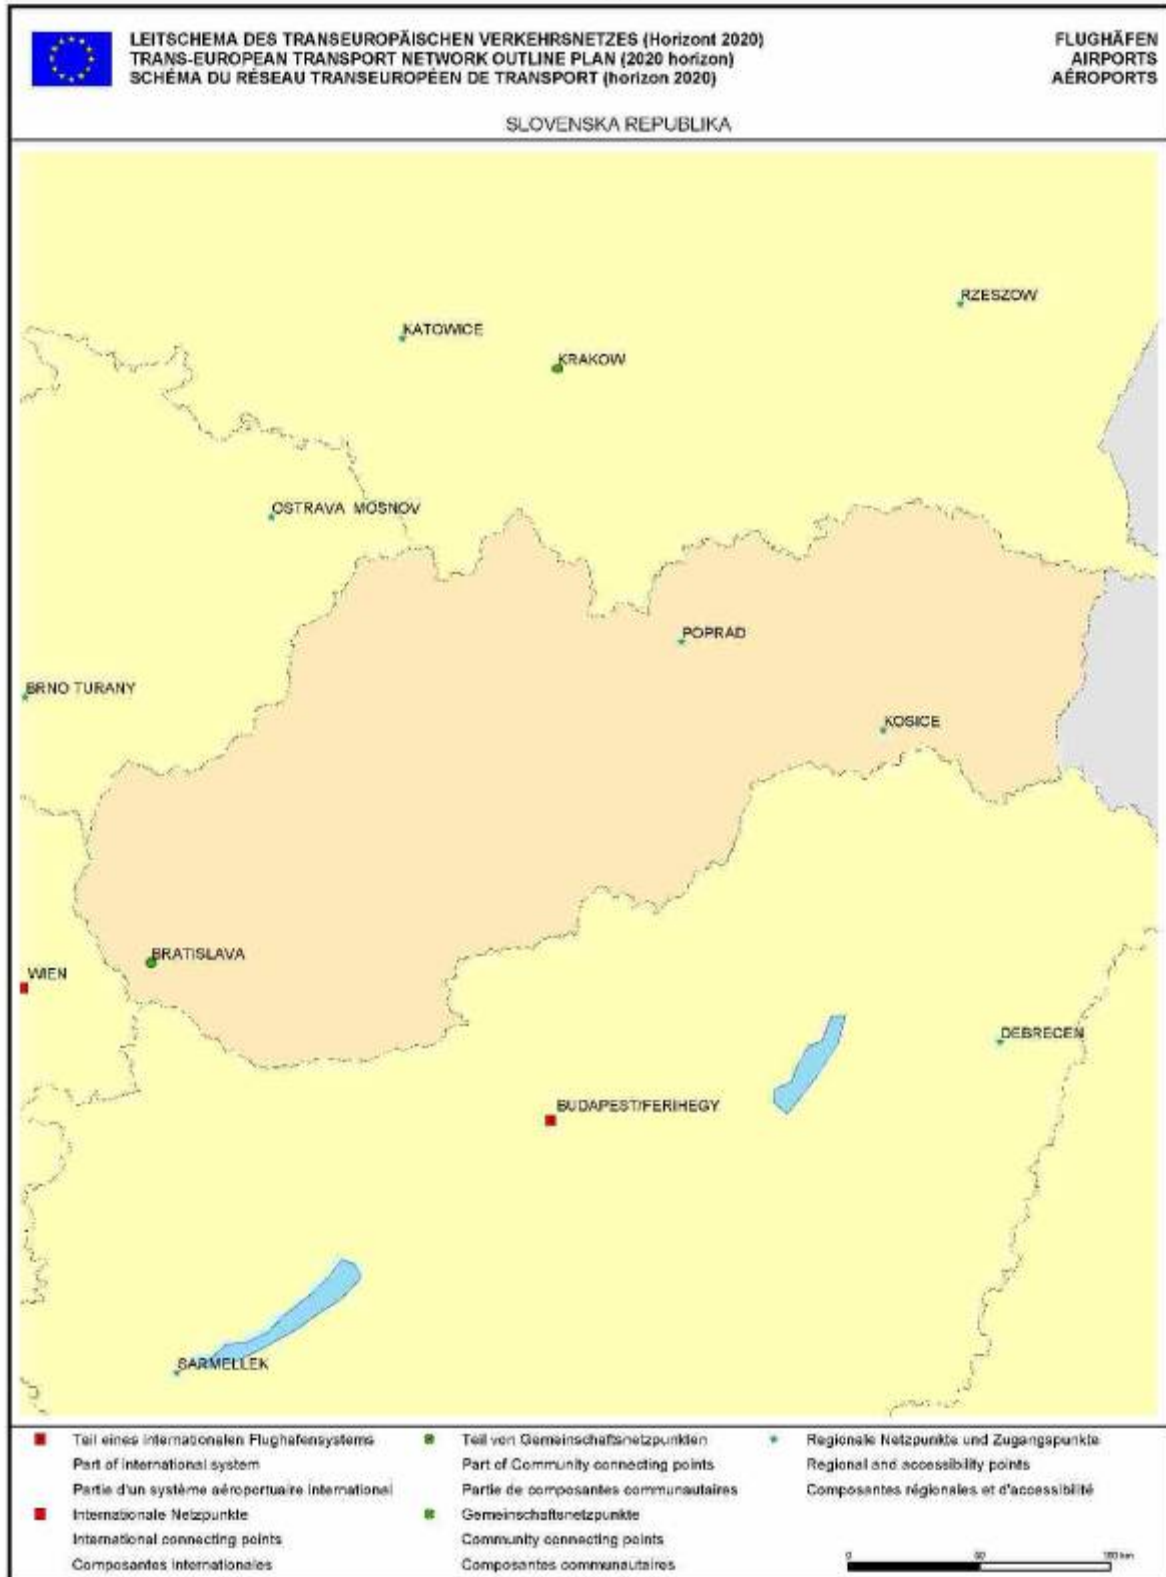 LEITSCHEMA DES TRANSEUROPÄISCHEN VERKEHRSNETZES (Horizont 2020)
TRANS-EUROPEAN TRANSPORT NETWORK OUTLINE PLAN (2020 horizon)
SCHÉMA DU RÉSEAU TRANSEUROPÉEN DE TRANSPORT (horizon 2020)
FLUGHÄFEN
AIRPORTS
AÉROPORTS
SLOVENSKA REPUBLIKA
RZESZOW
KATOWICE
KRAKOW
OSTRAVA MOSNOV
POPRAD
BRNO TURANY
KOSICE
BRATISLAVA
WIEN
DEBRECEN
BUDAPEST/FERIHEGY
SARMELLEK
Teil eines internationalen Flughafensystems
Part of international system
Partie d'un système aéroportuaire international
Internationale Netzpunkte
International connecting points
Composantes Internationales
Teil von Gemeinschaftsnetzpunkten
Part of Community connecting points
Partie de composantes communautaires
Gemeinschaftsnetzpunkte
Community connecting points
Composantes communautaires
Regionale Netzpunkte und Zugangspunkte
Regional and accessibility points
Composantes régionales et d'accessibilité
0 50 100 km